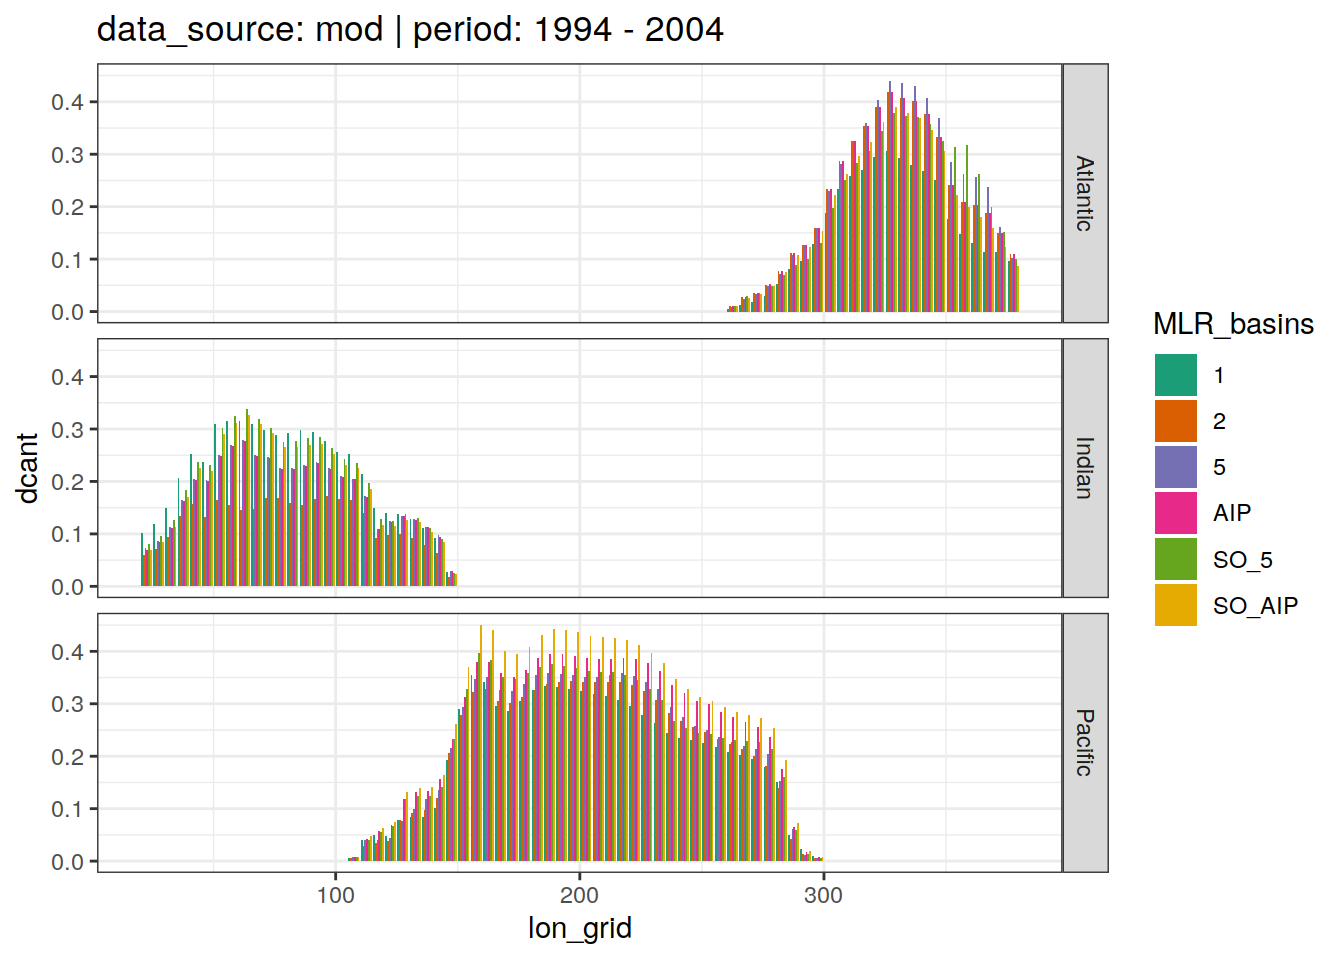 data_source: mod | period: 1994 - 2004
0.4
0.3
0.2
0.1
0.0
Atlantic
0.4
0.3
0.2
0.1
0.0
Indian
0.4
0.3
0.2
0.1
0.0
Pacific
dcant
100 200 300
lon_grid
MLR_basins
1
2
5
AIP
SO_5
SO_AIP